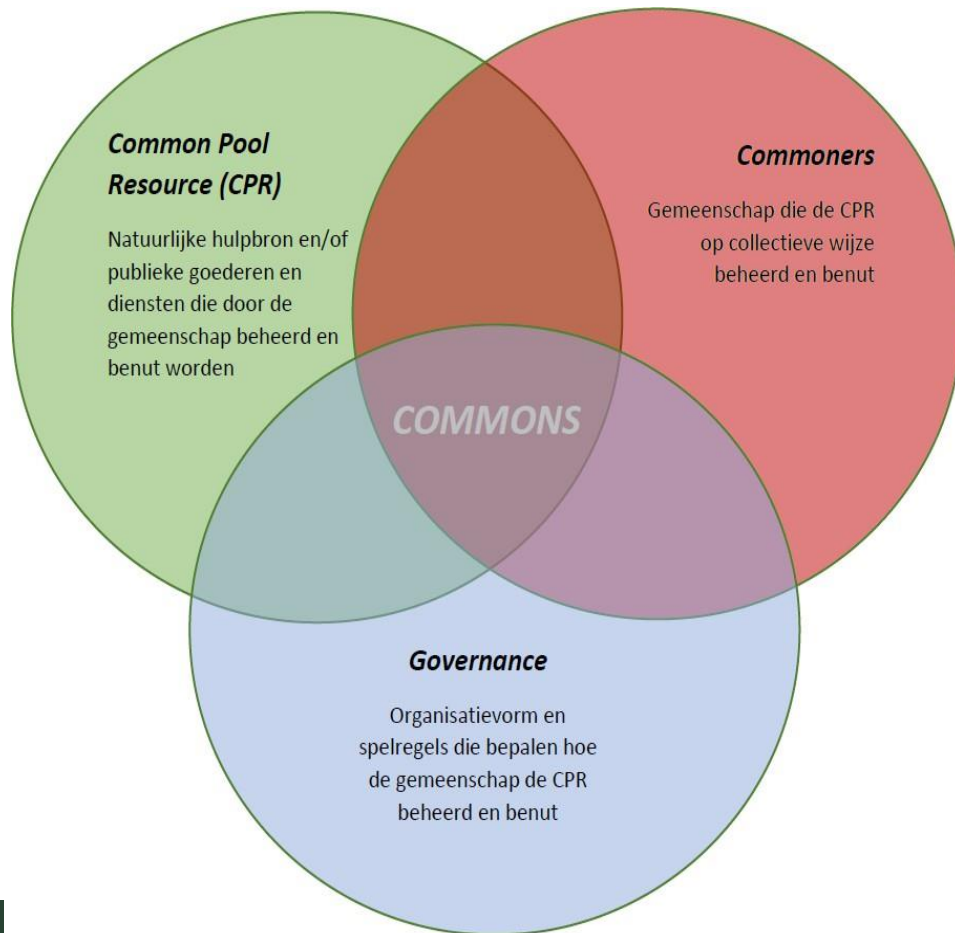 Common Pool
Resource (CPR)
Natuurlijke hulpbron en/of
publieke goederen en
diensten die door de
gemeenschap beheerd en
benut worden
Commoners
Gemeenschap die de CPR
op collectieve wijze
beheerd en benut
COMMONS
Governance
Organisatievorm en
spelregels die bepalen hoe
de gemeenschap de CPR
beheerd en benut